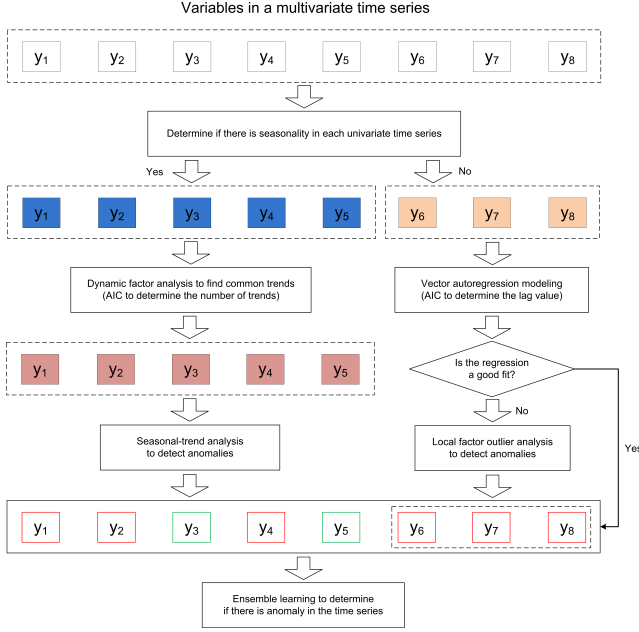 Variables in a multivariate time series
y1 y2 y3 y4 y5 y6 y7 y8
Determine if there is seasonality in each univariate time series
Yes No
y1 y2 y3 y4 y5 y6 y7 y8
Dynamic factor analysis to find common trends
(AIC to determine the number of trends)
Vector autoregression modeling
(AIC to determine the lag value)
y1 y2 y3 y4 y5
Is the regression
a good fit?
No
Yes
Seasonal-trend analysis
to detect anomalies
Local factor outlier analysis
to detect anomalies
y1 y2 y3 y4 y5 y6 y7 y8
Ensemble learning to determine
if there is anomaly in the time series